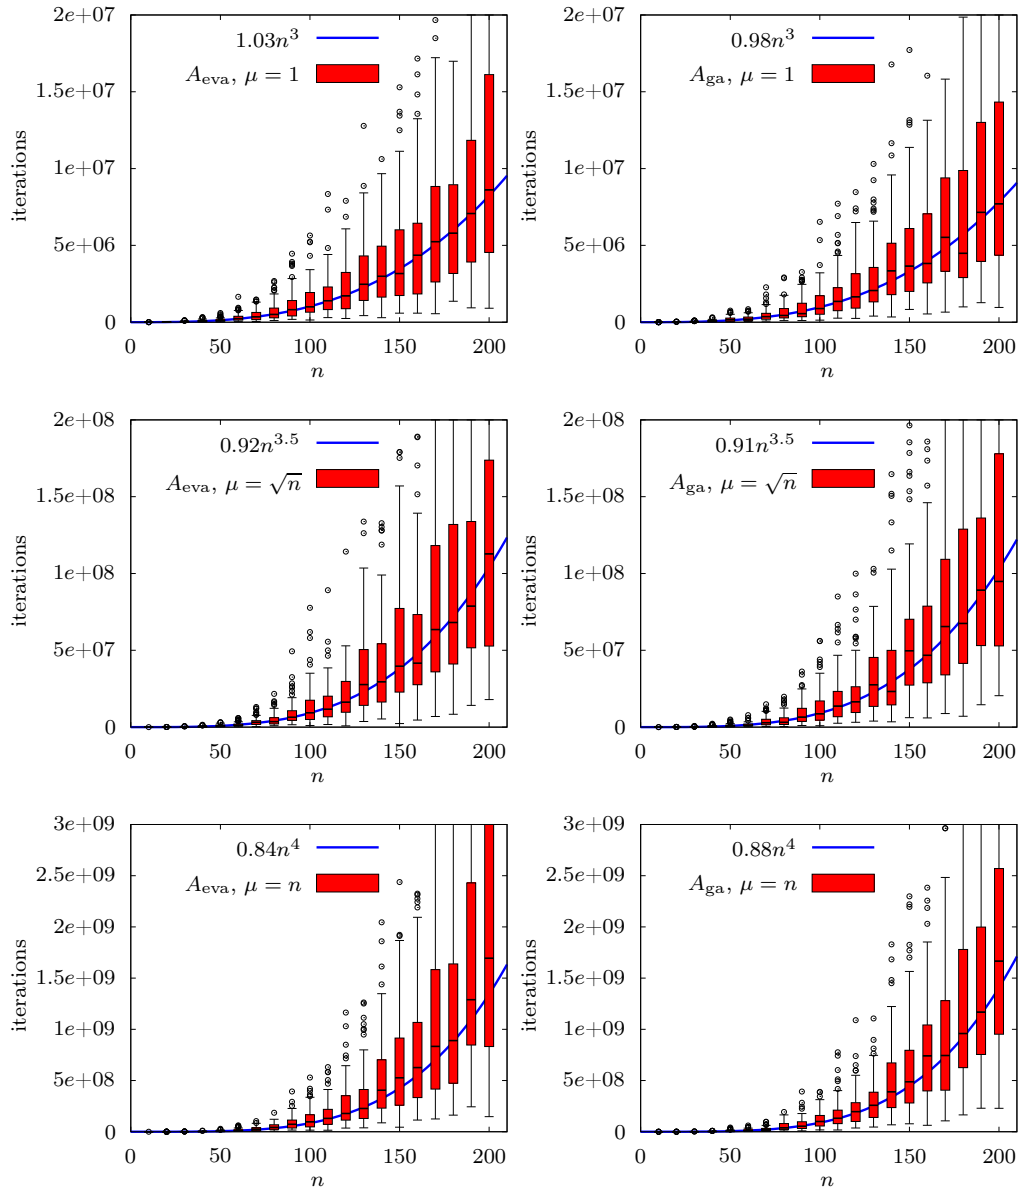 2e+07
1.5e+07
1e+07
5e+06
0
iterations
1.03n^3
A_eva, μ = 1
0 50 100 150 200
n
2e+07
1.5e+07
1e+07
5e+06
0
iterations
0.98n^3
A_ga, μ = 1
0 50 100 150 200
n
2e+08
1.5e+08
1e+08
5e+07
0
iterations
0.92n^3.5
A_eva, μ = √n
0 50 100 150 200
n
2e+08
1.5e+08
1e+08
5e+07
0
iterations
0.91n^3.5
A_ga, μ = √n
0 50 100 150 200
n
3e+09
2.5e+09
2e+09
1.5e+09
1e+09
5e+08
0
iterations
0.84n^4
A_eva, μ = n
0 50 100 150 200
n
3e+09
2.5e+09
2e+09
1.5e+09
1e+09
5e+08
0
iterations
0.88n^4
A_ga, μ = n
0 50 100 150 200
n